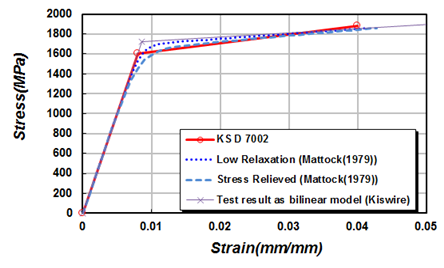 2000
1800
1600
1400
1200
1000
800
600
400
200
0
Stress(MPa)
KS D 7002
Low Relaxation (Mattock(1979))
Stress Relieved (Mattock(1979))
Test result as bilinear model (Kiswire)
0 0.01 0.02 0.03 0.04 0.05
Strain(mm/mm)